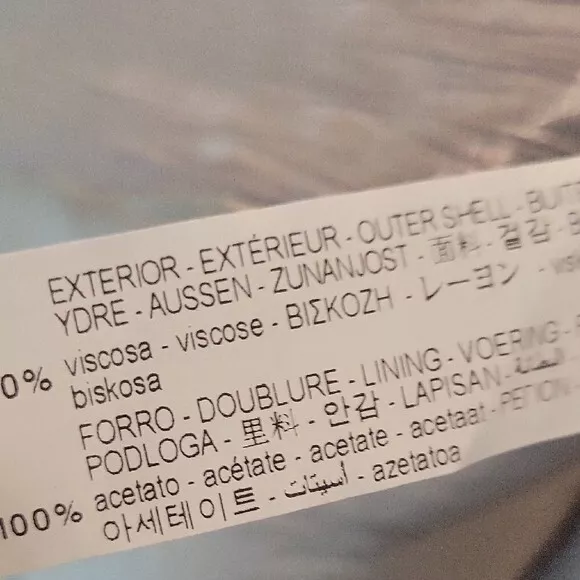 EXTERIOR - EXTÉRIEUR - OUTER SHELL -
YDRE - AUSSEN - ZUNANJOST - 面料 - 겉감 -
0% viscosa - viscose - ΒΙΣΚΟΖΗ - レーヨン -
biskosa
FORRO - DOUBLURE - LINING - VOERING -
PODLOGA - 里料 - 안감 - LAPISAN - البطانة -
100% acetato - acétate - acetate - acetaat -
아세테이트 - أسيتات - azetatoa